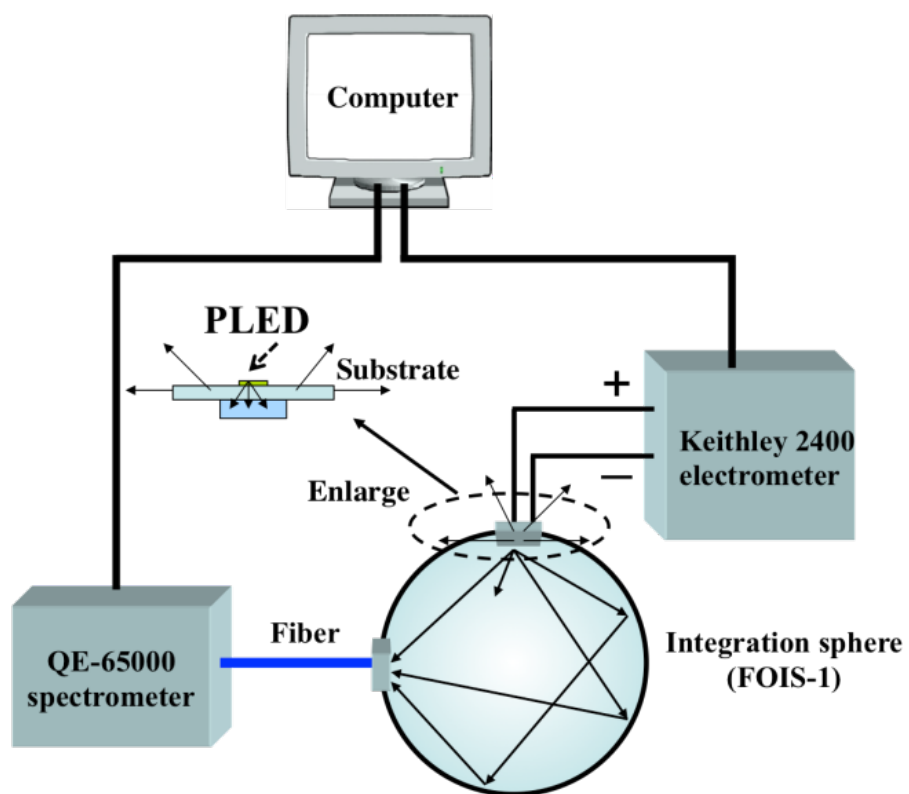 Computer
PLED
Substrate
+
Keithley 2400
electrometer
—
Enlarge
Fiber
QE-65000
spectrometer
Integration sphere
(FOIS-1)